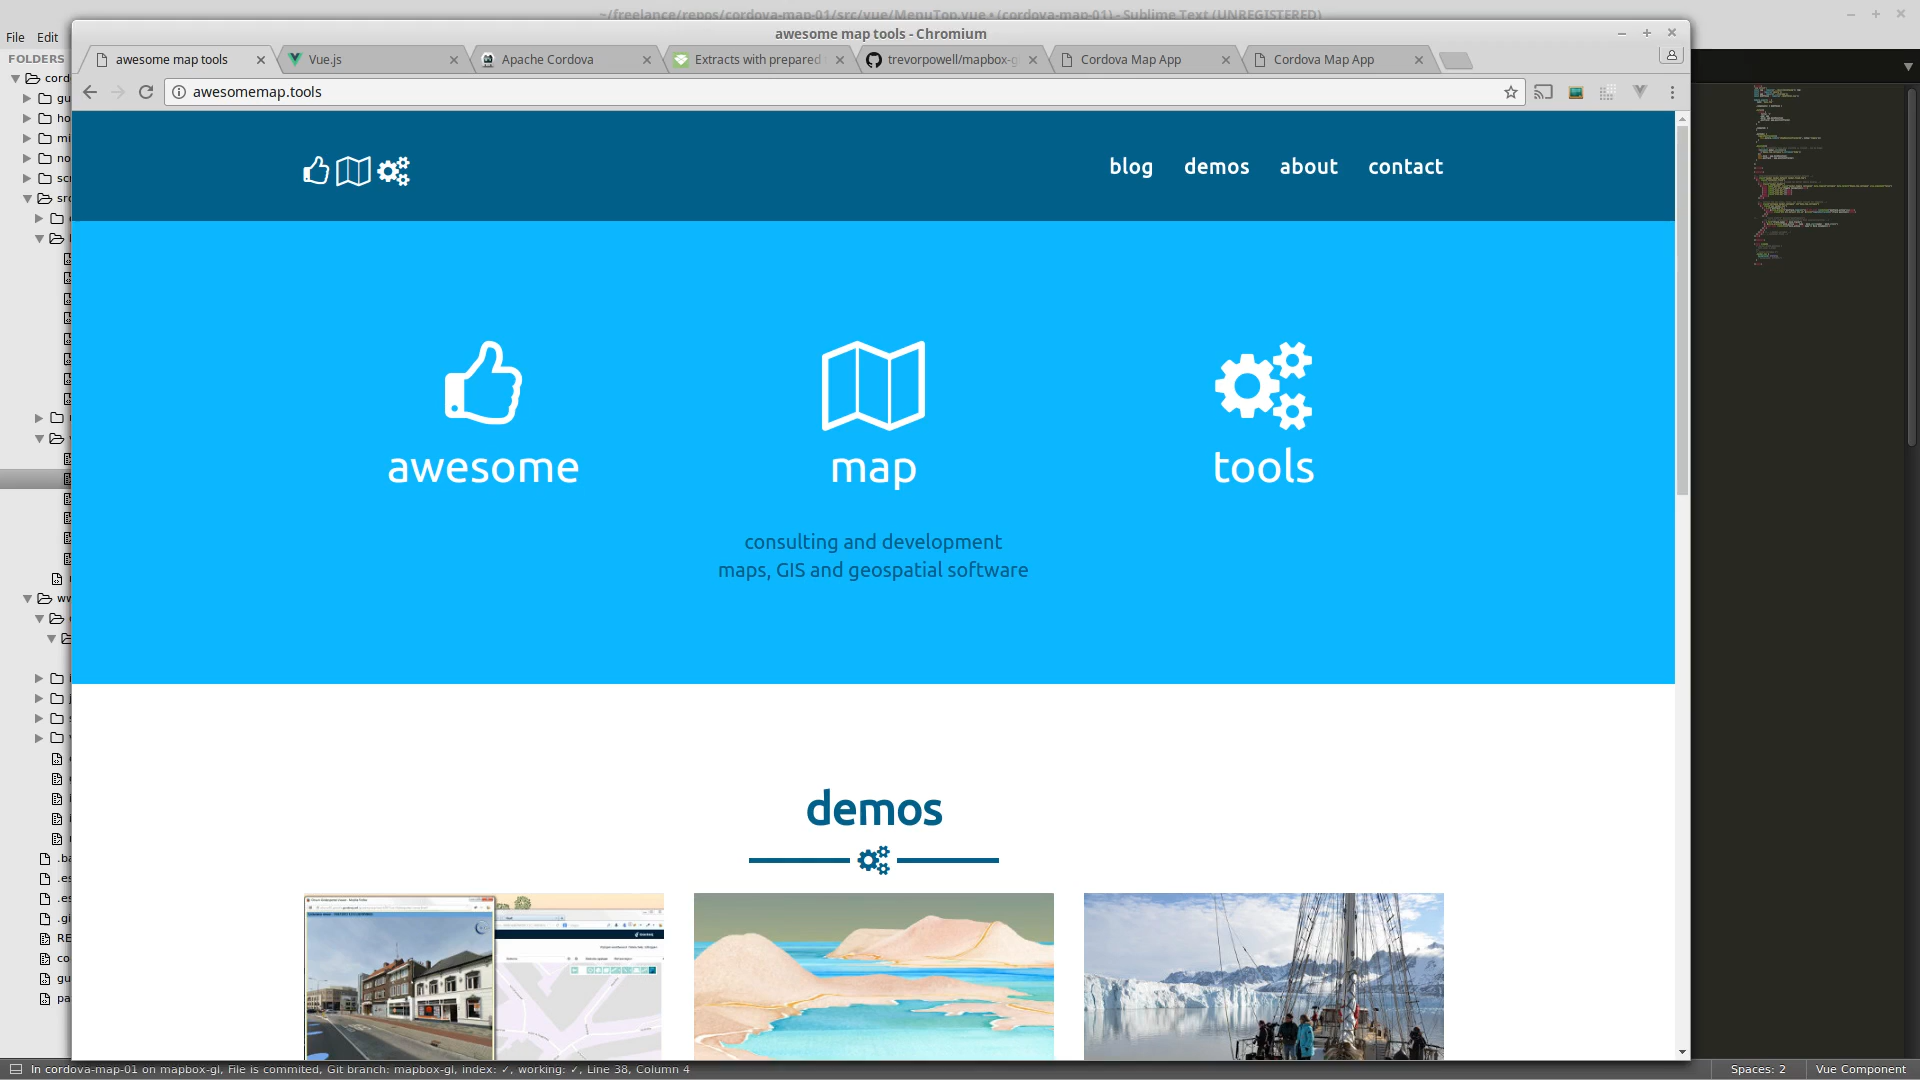 ~/freelance/repos/cordova-map-01/src/vue/MenuTop.vue • (cordova-map-01) - Sublime Text (UNREGISTERED)
File Edit
awesome map tools - Chromium
FOLDERS
awesome map tools
Vue.js
Apache Cordova
Extracts with prepared
trevorpowell/mapbox-g
Cordova Map App
Cordova Map App
awesomemap.tools
blog
demos
about
contact
awesome
map
tools
consulting and development
maps, GIS and geospatial software
demos
In cordova-map-01 on mapbox-gl, File is commited, Git branch: mapbox-gl, index: ✓, working: ✓, Line 38, Column 4
Spaces: 2
Vue Component